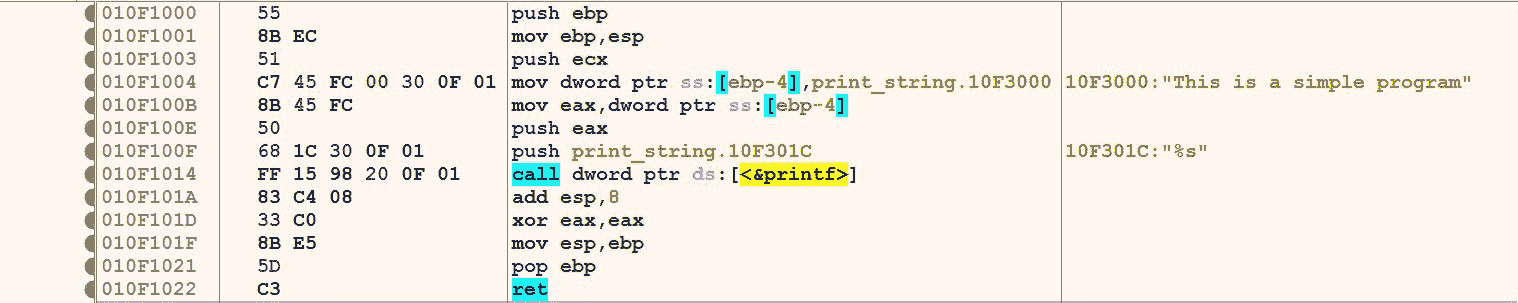 010F1000 55 push ebp
010F1001 8B EC mov ebp,esp
010F1003 51 push ecx
010F1004 C7 45 FC 00 30 0F 01 mov dword ptr ss:[ebp-4],print_string.10F3000 10F3000:"This is a simple program"
010F100B 8B 45 FC mov eax,dword ptr ss:[ebp-4]
010F100E 50 push eax
010F100F 68 1C 30 0F 01 push print_string.10F301C 10F301C:"%s"
010F1014 FF 15 98 20 0F 01 call dword ptr ds:[<&printf>]
010F101A 83 C4 08 add esp,8
010F101D 33 C0 xor eax,eax
010F101F 8B E5 mov esp,ebp
010F1021 5D pop ebp
010F1022 C3 ret